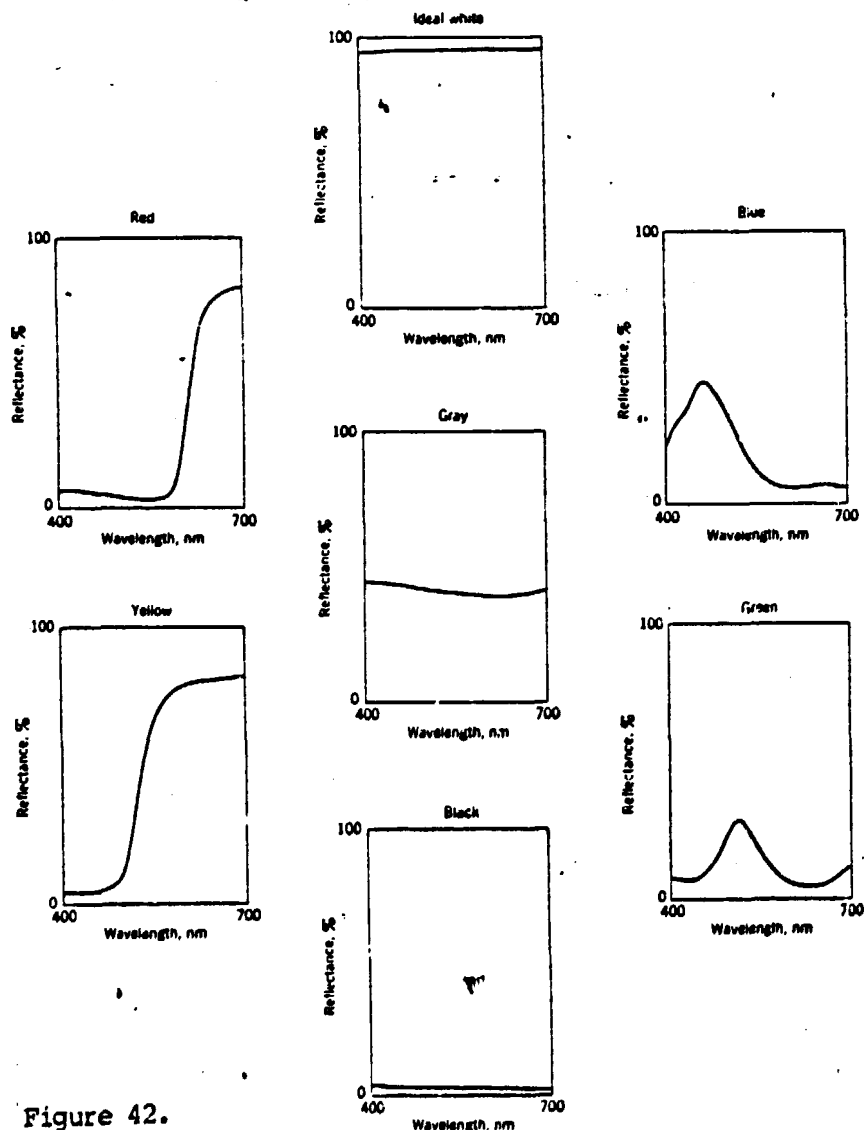 Ideal white
100
Reflectance, %
0
400
700
Wavelength, nm
Red
100
Reflectance, %
0
400
700
Wavelength, nm
Blue
100
Reflectance, %
0
400
700
Wavelength, nm
Gray
100
Reflectance, %
0
400
700
Wavelength, nm
Yellow
100
Reflectance, %
0
400
700
Wavelength, nm
Green
100
Reflectance, %
0
400
700
Wavelength, nm
Black
100
Reflectance, %
0
400
700
Wavelength, nm
Figure 42.